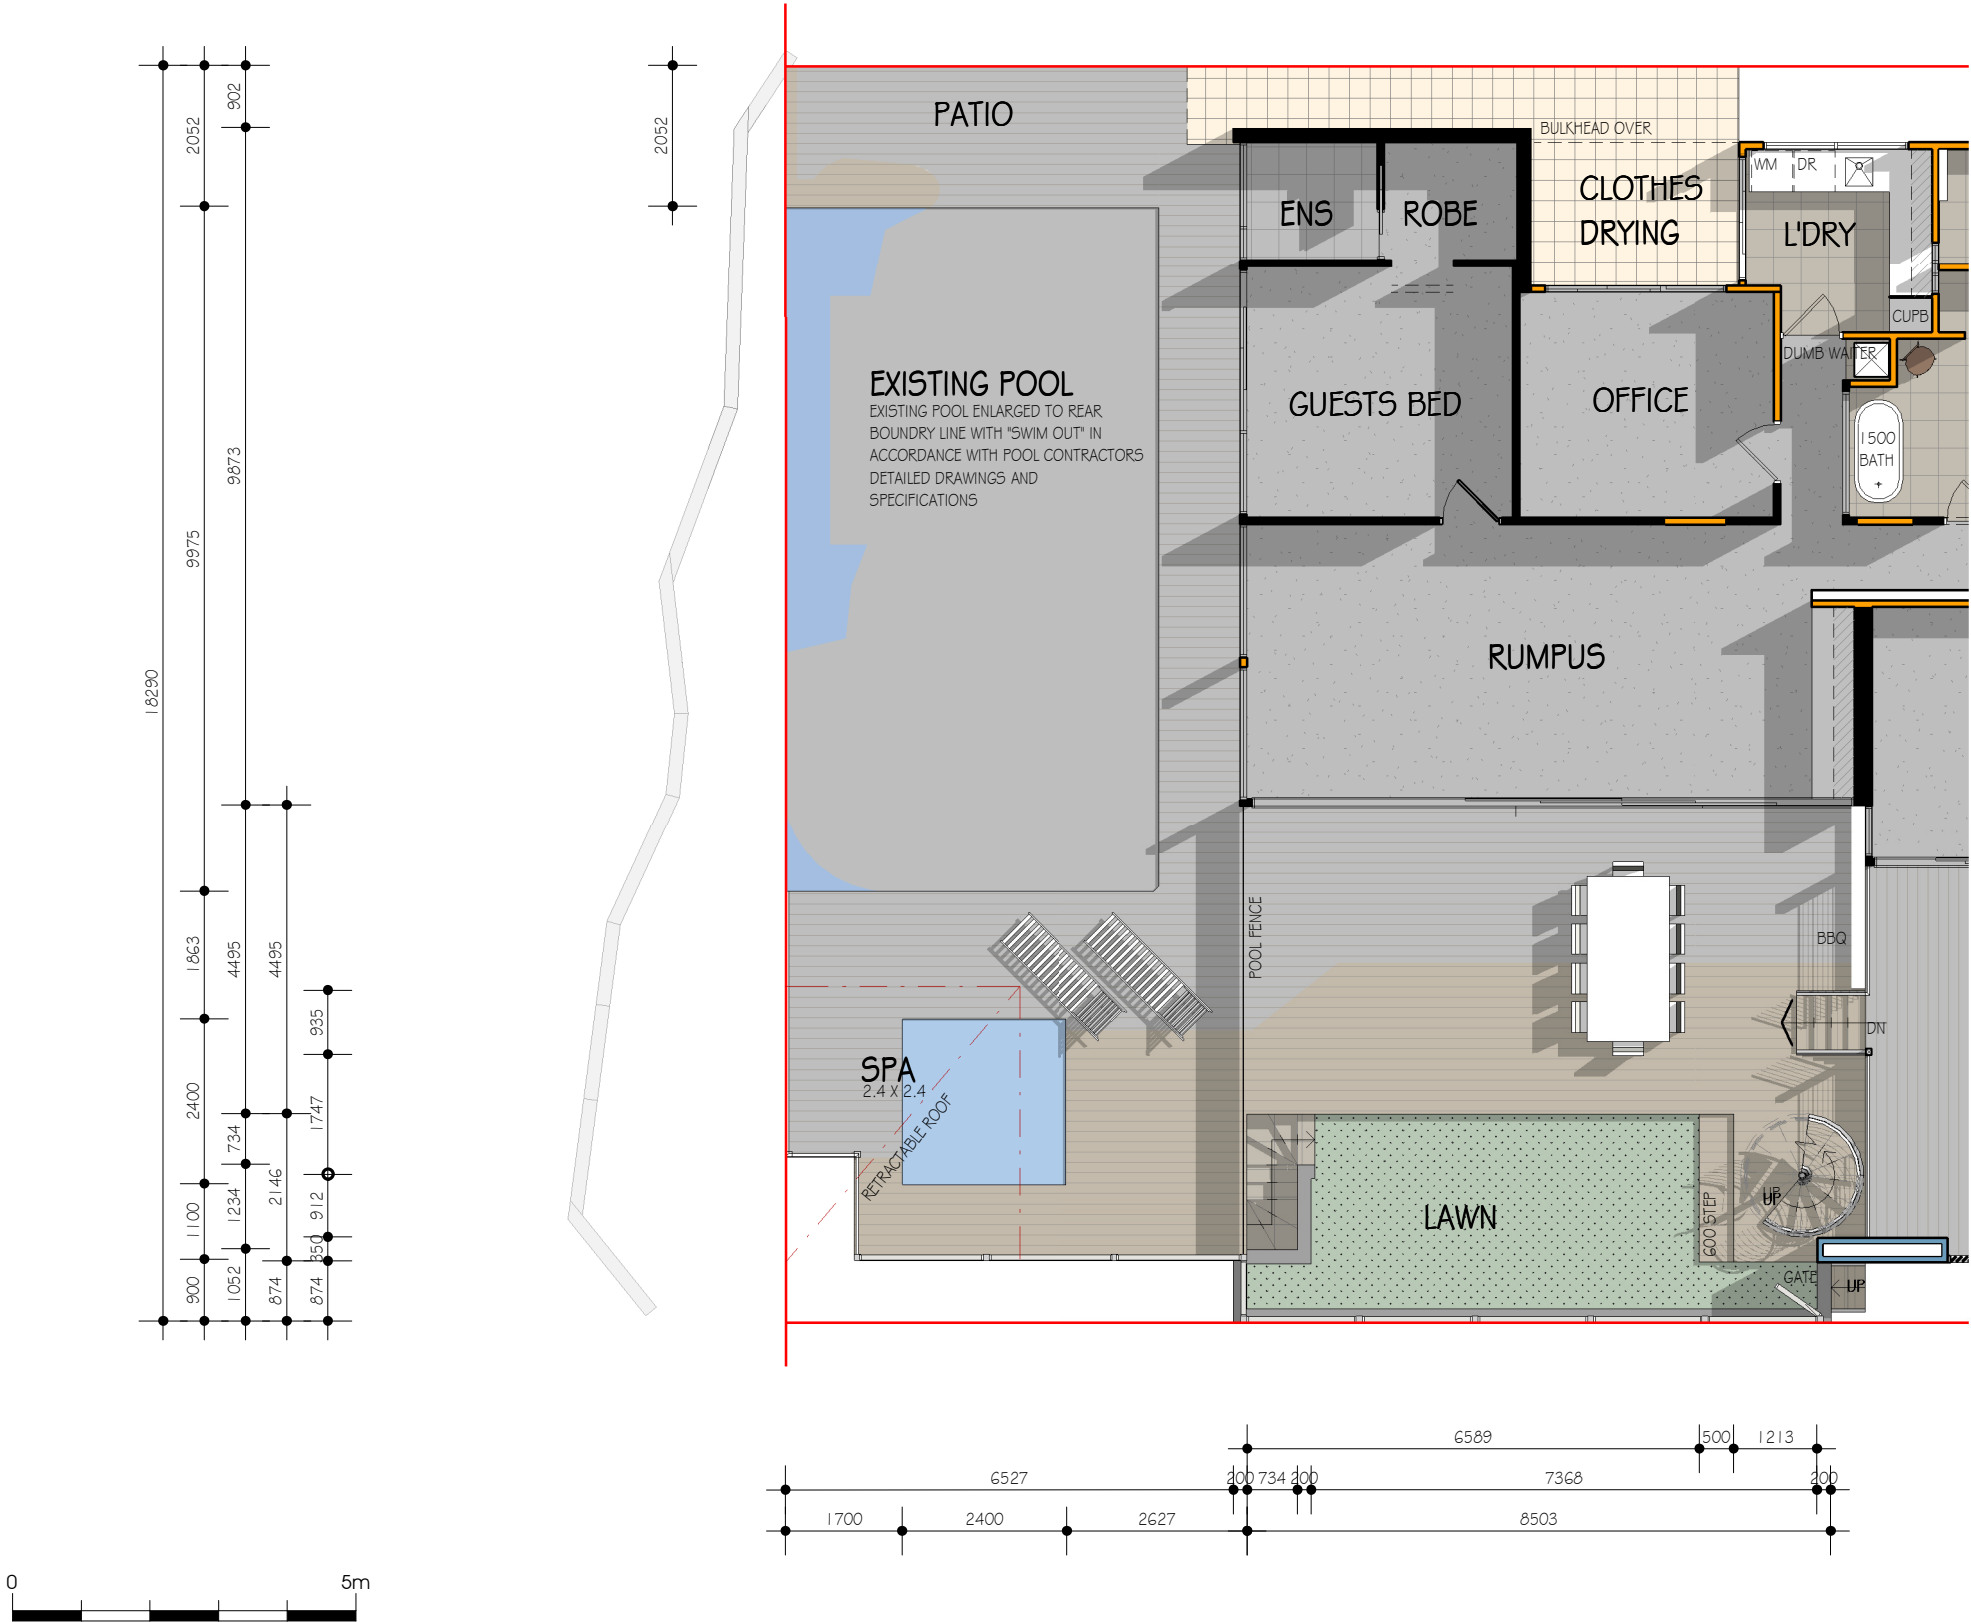 902
2052
2052
PATIO
BULKHEAD OVER
WM
DR
CLOTHES
DRYING
ENS
ROBE
L'DRY
CUPB
DUMB WAITER
EXISTING POOL
EXISTING POOL ENLARGED TO REAR
BOUNDRY LINE WITH "SWIM OUT" IN
ACCORDANCE WITH POOL CONTRACTORS
DETAILED DRAWINGS AND
SPECIFICATIONS
GUESTS BED
OFFICE
1500
BATH
9873
9975
18290
RUMPUS
1863
4495
4495
POOL FENCE
BBQ
935
DN
SPA
2.4 X 2.4
RETRACTABLE ROOF
2400
734
1747
2146
1100
1234
912
350
LAWN
600 STEP
UP
UP
GATE
UP
900
1052
874
874
6589
500
1213
6527
200
734
200
7368
200
1700
2400
2627
8503
0
5m